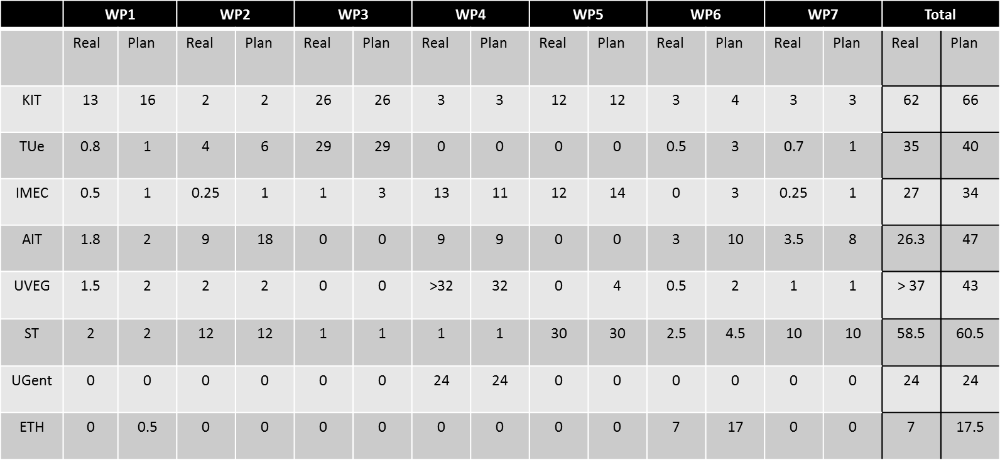 WP1 WP2 WP3 WP4 WP5 WP6 WP7 Total
Real Plan Real Plan Real Plan Real Plan Real Plan Real Plan Real Plan Real Plan
KIT 13 16 2 2 26 26 3 3 12 12 3 4 3 3 62 66
TUe 0.8 1 4 6 29 29 0 0 0 0 0.5 3 0.7 1 35 40
IMEC 0.5 1 0.25 1 1 3 13 11 12 14 0 3 0.25 1 27 34
AIT 1.8 2 9 18 0 0 9 9 0 0 3 10 3.5 8 26.3 47
UVEG 1.5 2 2 2 0 0 >32 32 0 4 0.5 2 1 1 > 37 43
ST 2 2 12 12 1 1 1 1 30 30 2.5 4.5 10 10 58.5 60.5
UGent 0 0 0 0 0 0 24 24 0 0 0 0 0 0 24 24
ETH 0 0.5 0 0 0 0 0 0 0 0 7 17 0 0 7 17.5